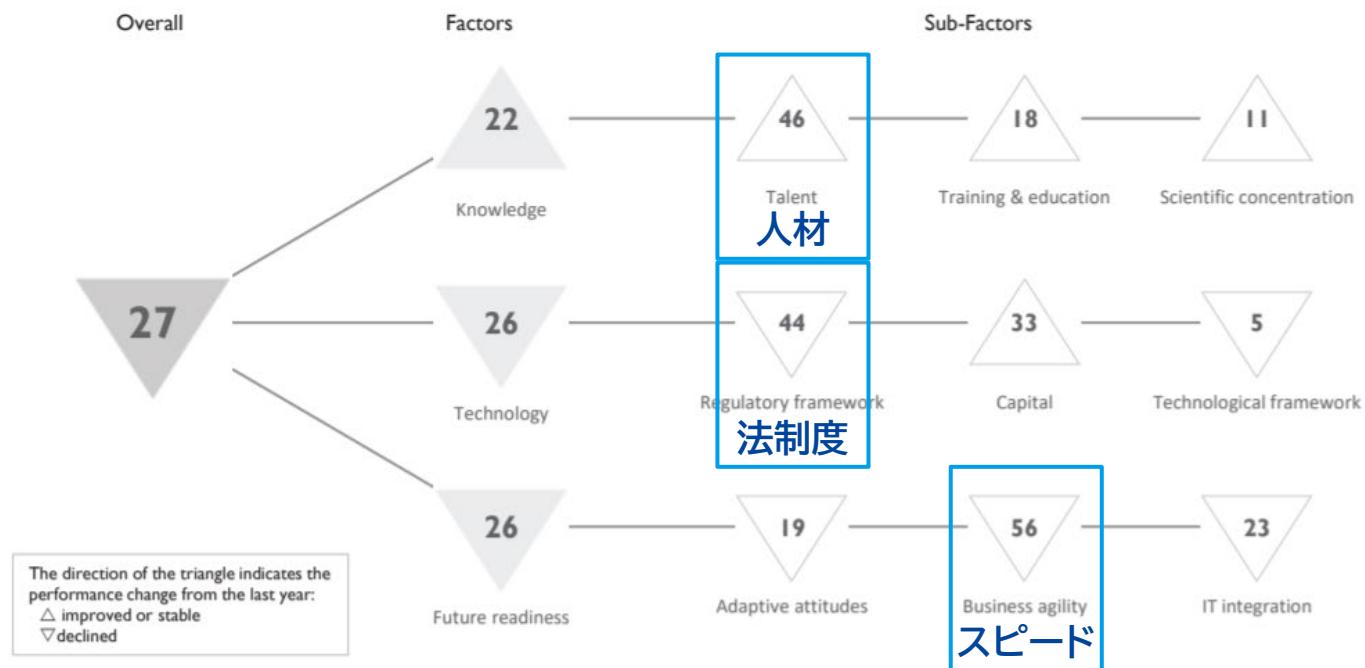 Overall
Factors
Sub-Factors
22
46
18
11
Knowledge
Talent
Training & education
Scientific concentration
人材
27
26
44
33
5
Technology
Regulatory framework
Capital
Technological framework
法制度
26
19
56
23
Future readiness
Adaptive attitudes
Business agility
IT integration
スピード
The direction of the triangle indicates the
performance change from the last year:
△ improved or stable
▽declined